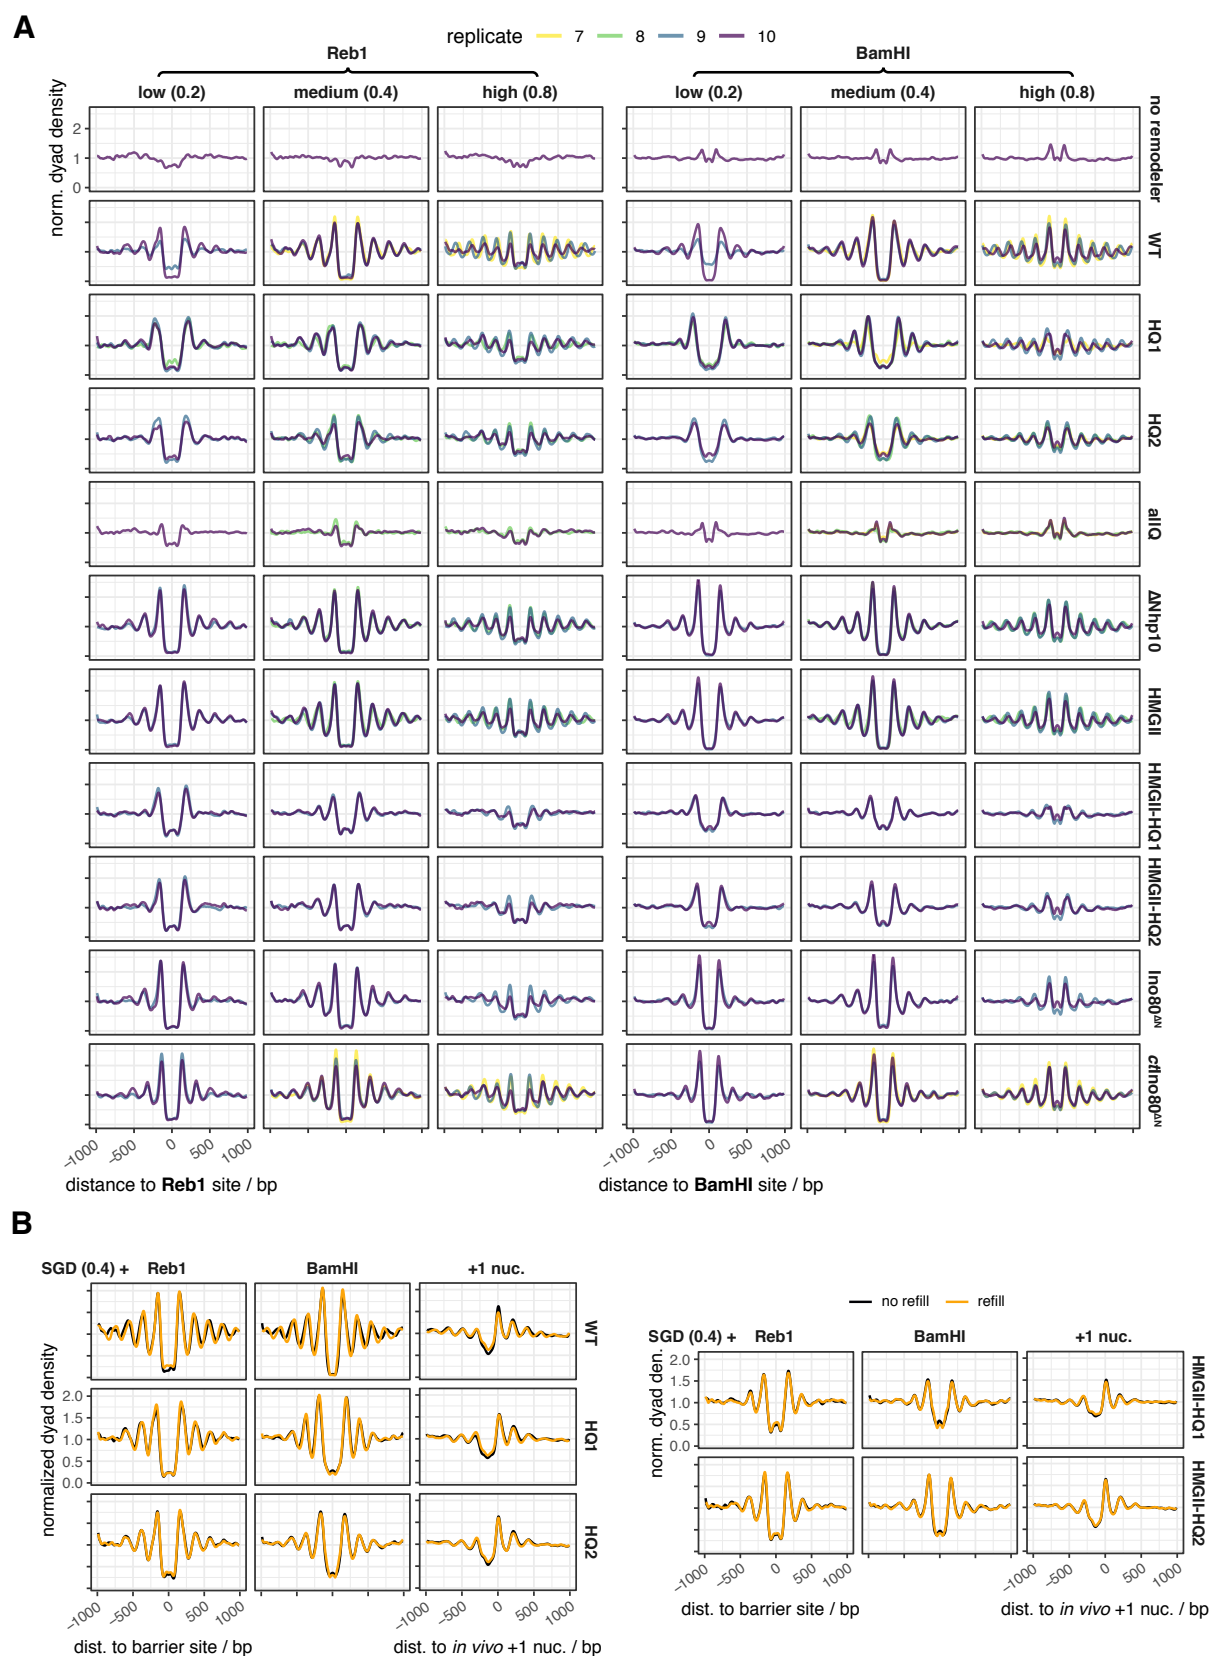 A
replicate 7 8 9 10
Reb1 BamHI
low (0.2) medium (0.4) high (0.8) low (0.2) medium (0.4) high (0.8)
norm. dyad density
2
1
0
no remodeler
WT
HQ1
HQ2
allQ
ΔNhp10
HMGII
HMGII-HQ1
HMGII-HQ2
Ino80ΔN
ctIno80ΔN
−1000 −500 0 500 1000 −1000 −500 0 500 1000
distance to Reb1 site / bp distance to BamHI site / bp
B
SGD (0.4) + Reb1 BamHI +1 nuc.
normalized dyad density
WT
2.0
1.5
1.0
0.5
0.0
HQ1
HQ2
−1000 −500 0 500 1000 −1000 −500 0 500 1000
dist. to barrier site / bp dist. to in vivo +1 nuc. / bp
no refill refill
SGD (0.4) + Reb1 BamHI +1 nuc.
norm. dyad den.
2.0
1.5
1.0
0.5
0.0
HMGII-HQ1
HMGII-HQ2
−1000 −500 0 500 1000 −1000 −500 0 500 1000
dist. to barrier site / bp dist. to in vivo +1 nuc. / bp